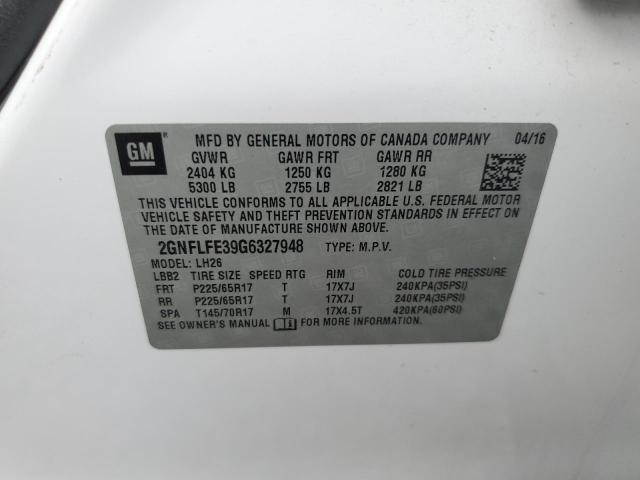 GM
MFD BY GENERAL MOTORS OF CANADA COMPANY 04/16
GVWR GAWR FRT GAWR RR
2404 KG 1250 KG 1280 KG
5300 LB 2755 LB 2821 LB
THIS VEHICLE CONFORMS TO ALL APPLICABLE U.S. FEDERAL MOTOR
VEHICLE SAFETY AND THEFT PREVENTION STANDARDS IN EFFECT ON
THE DATE OF MANUFACTURE SHOWN ABOVE.
2GNFLFE39G6327948 TYPE: M.P.V.
MODEL: LH26
LBB2 TIRE SIZE SPEED RTG RIM COLD TIRE PRESSURE
FRT P225/65R17 T 17X7J 240KPA(35PSI)
RR P225/65R17 T 17X7J 240KPA(35PSI)
SPA T145/70R17 M 17X4.5T 420KPA(60PSI)
SEE OWNER'S MANUAL FOR MORE INFORMATION.